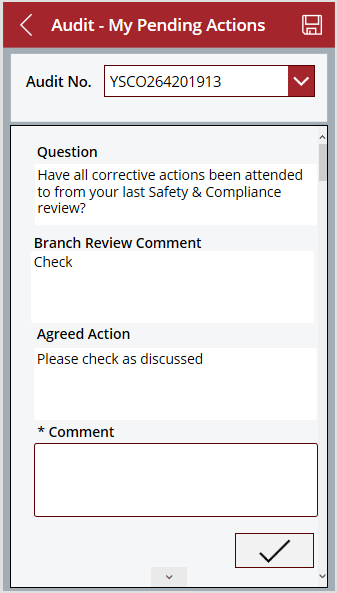 Audit - My Pending Actions
Audit No. YSCO264201913
Question
Have all corrective actions been attended
to from your last Safety & Compliance
review?
Branch Review Comment
Check
Agreed Action
Please check as discussed
* Comment